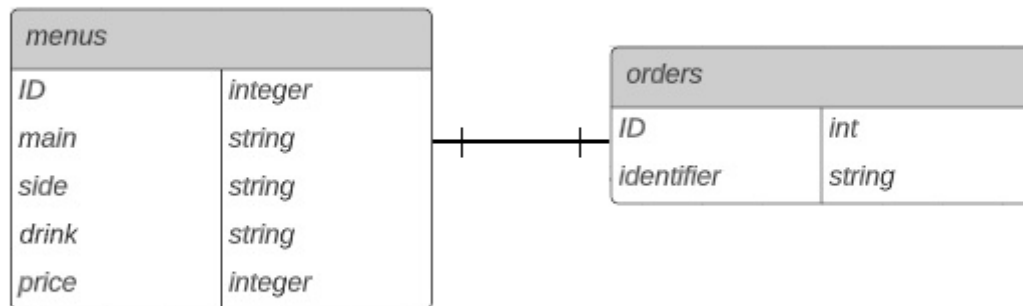 menus
ID integer
main string
side string
drink string
price integer
orders
ID int
identifier string